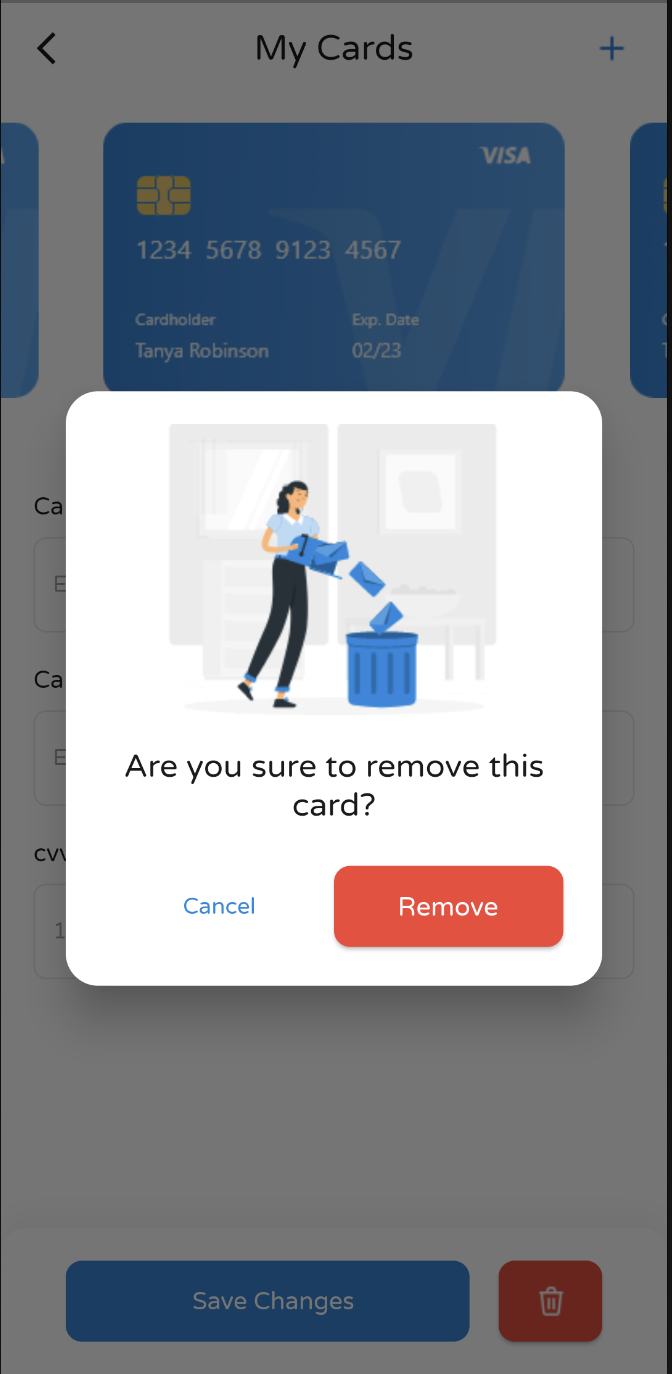 My Cards
VISA
1234 5678 9123 4567
Cardholder Exp. Date
Tanya Robinson 02/23
Ca
E
Are you sure to remove this
card?
Ca
E
cvv
1
Cancel Remove
Save Changes